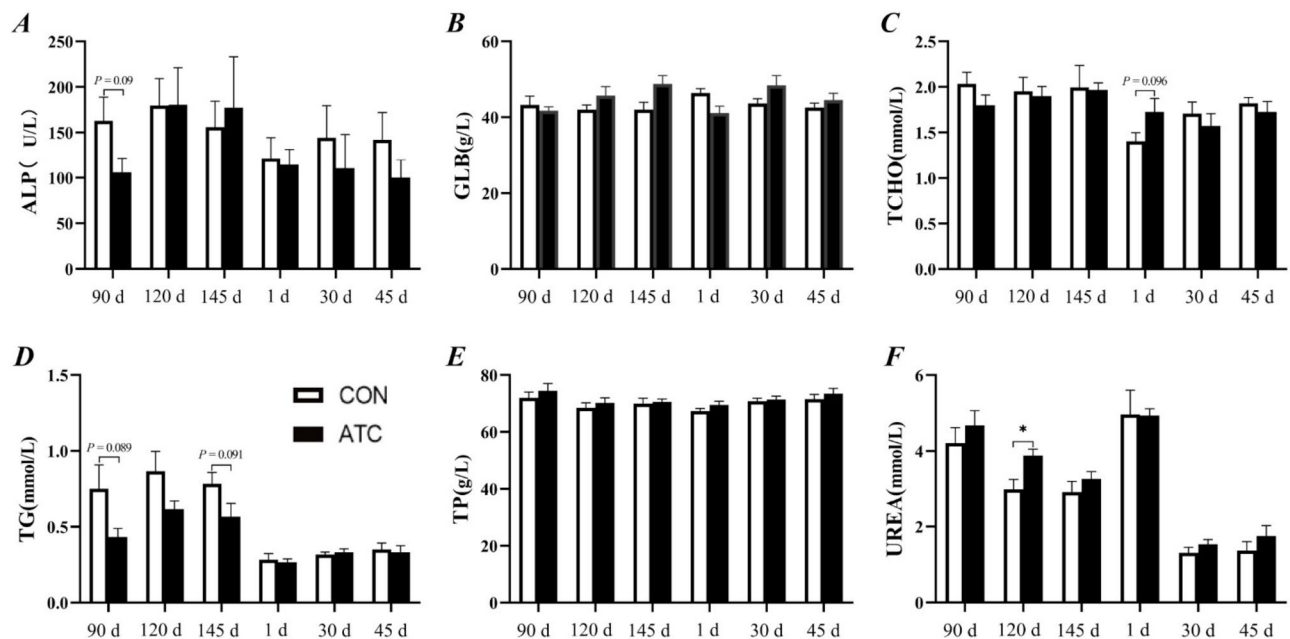 A
ALP( U/L)
250
200
150
100
50
0
P = 0.09
90 d 120 d 145 d 1 d 30 d 45 d
B
GLB(g/L)
60
40
20
0
90 d 120 d 145 d 1 d 30 d 45 d
C
TCHO(mmol/L)
2.5
2.0
1.5
1.0
0.5
0.0
P = 0.096
90 d 120 d 145 d 1 d 30 d 45 d
D
TG(mmol/L)
1.5
1.0
0.5
0.0
P = 0.089
P = 0.091
CON
ATC
90 d 120 d 145 d 1 d 30 d 45 d
E
TP(g/L)
80
60
40
20
0
90 d 120 d 145 d 1 d 30 d 45 d
F
UREA(mmol/L)
6
4
2
0
*
90 d 120 d 145 d 1 d 30 d 45 d